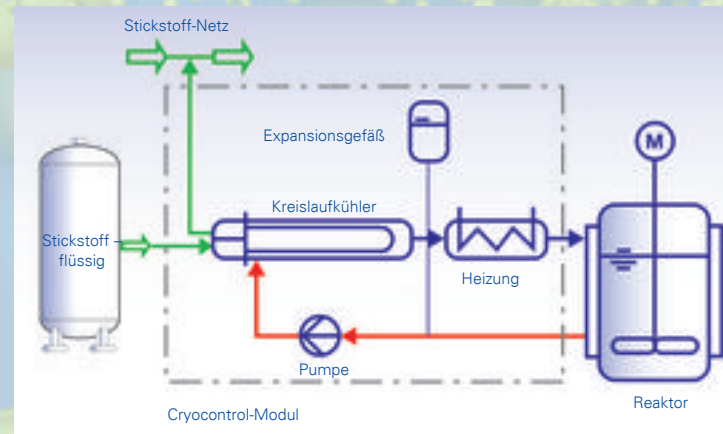 Stickstoff-Netz
Expansionsgefäß
M
Kreislaufkühler
Stickstoff
flüssig
Heizung
Pumpe
Reaktor
Cryocontrol-Modul